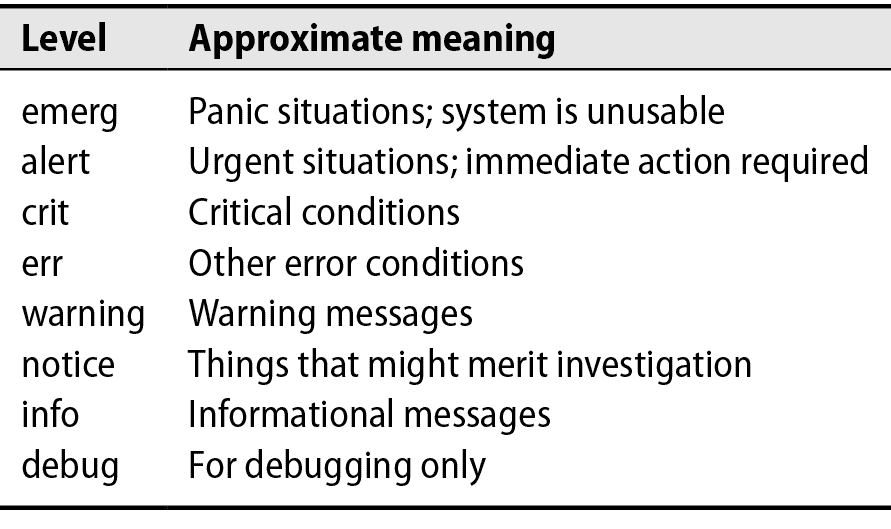 Level Approximate meaning
emerg Panic situations; system is unusable
alert Urgent situations; immediate action required
crit Critical conditions
err Other error conditions
warning Warning messages
notice Things that might merit investigation
info Informational messages
debug For debugging only